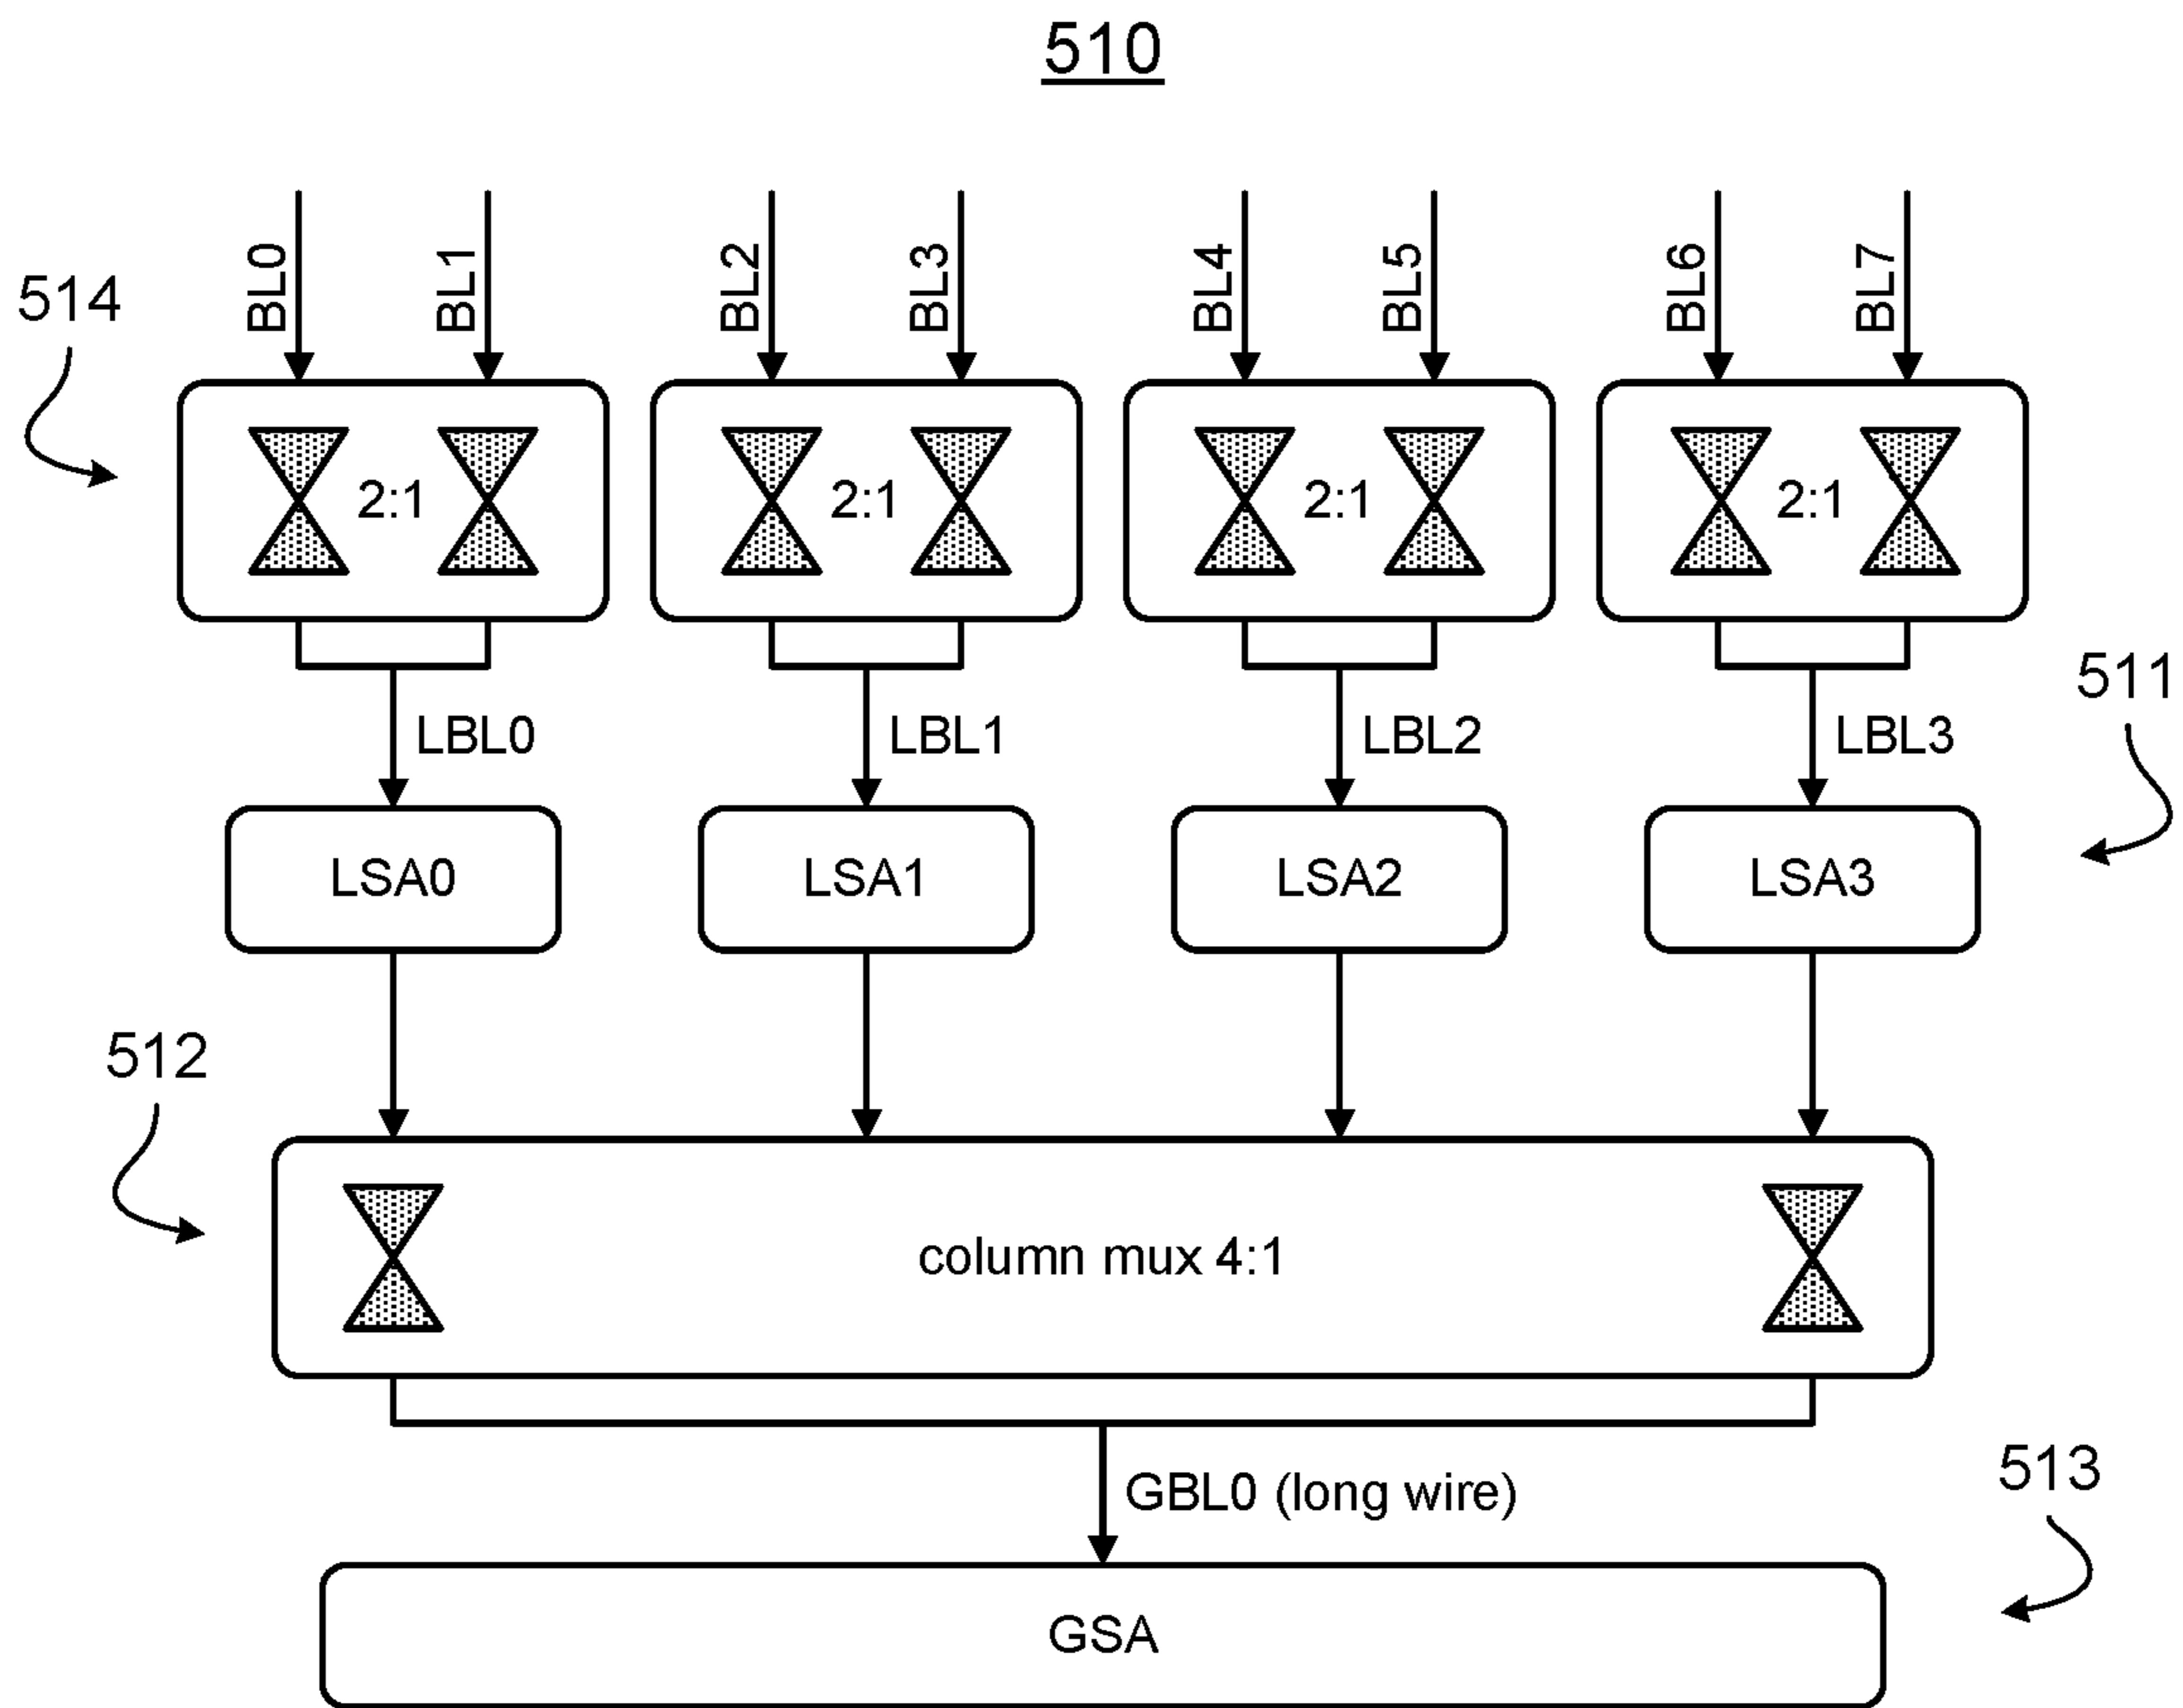 510
BL0 BL1 BL2 BL3 BL4 BL5 BL6 BL7
514
2:1 2:1 2:1 2:1
511
LBL0 LBL1 LBL2 LBL3
LSA0 LSA1 LSA2 LSA3
512
column mux 4:1
513
GBL0 (long wire)
GSA